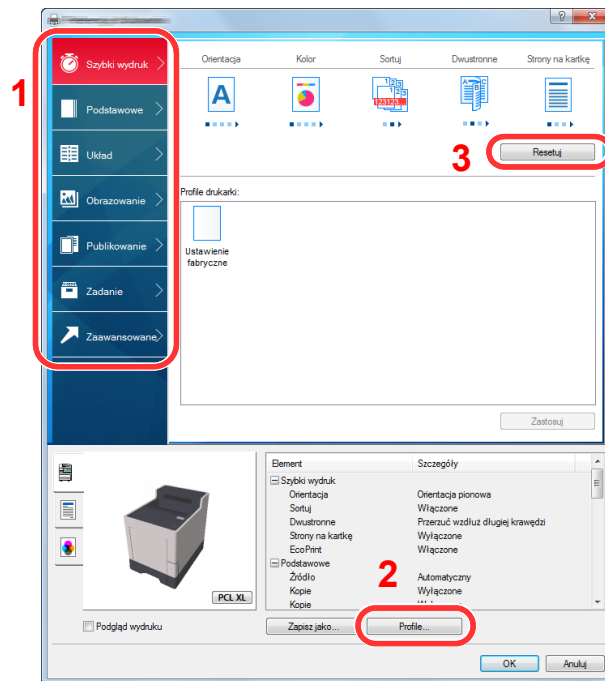 1
Szybki wydruk
Podstawowe
Układ
Obrazowanie
Publikowanie
Zadanie
Zaawansowane
Orientacja Kolor Sortuj Dwustronne Strony na kartkę
A
123
123
123123
A B C
3
Resetuj
Profile drukarki:
Ustawienie
fabryczne
Zastosuj
Element Szczegóły
Szybki wydruk
Orientacja Orientacja pionowa
Sortuj Włączone
Dwustronne Przerzuć wzdłuż długiej krawędzi
Strony na kartkę Wyłączone
EcoPrint Włączone
Podstawowe
Źródło Automatyczny
Kopie Wyłączone
Kopie
PCL XL
2
Podgląd wydruku
Zapisz jako...
Profile...
OK
Anuluj